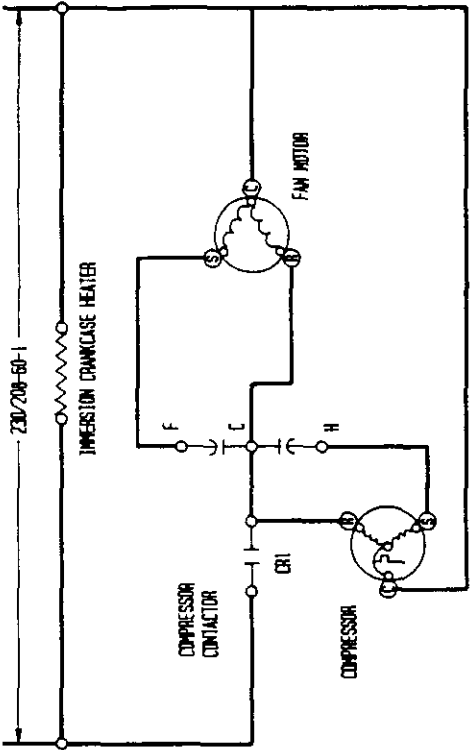 230/208-60-1
IMMERSION CRANKCASE HEATER
FAN MOTOR
C
S
R
F
C
H
COMPRESSOR
CONTACTOR
CR1
R
S
C
COMPRESSOR